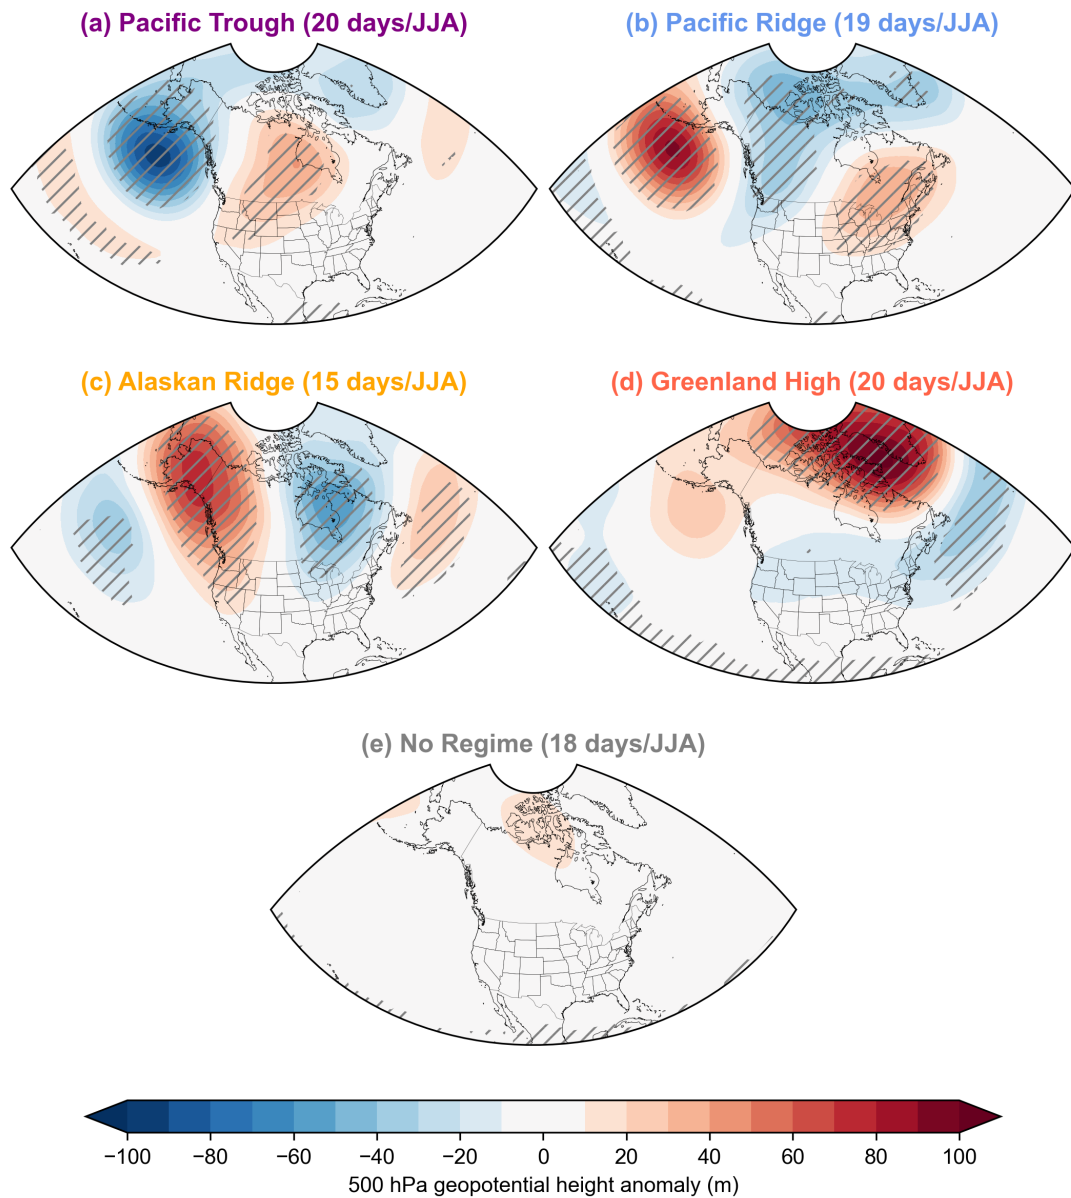 (a) Pacific Trough (20 days/JJA)
(b) Pacific Ridge (19 days/JJA)
(c) Alaskan Ridge (15 days/JJA)
(d) Greenland High (20 days/JJA)
(e) No Regime (18 days/JJA)
−100 −80 −60 −40 −20 0 20 40 60 80 100
500 hPa geopotential height anomaly (m)